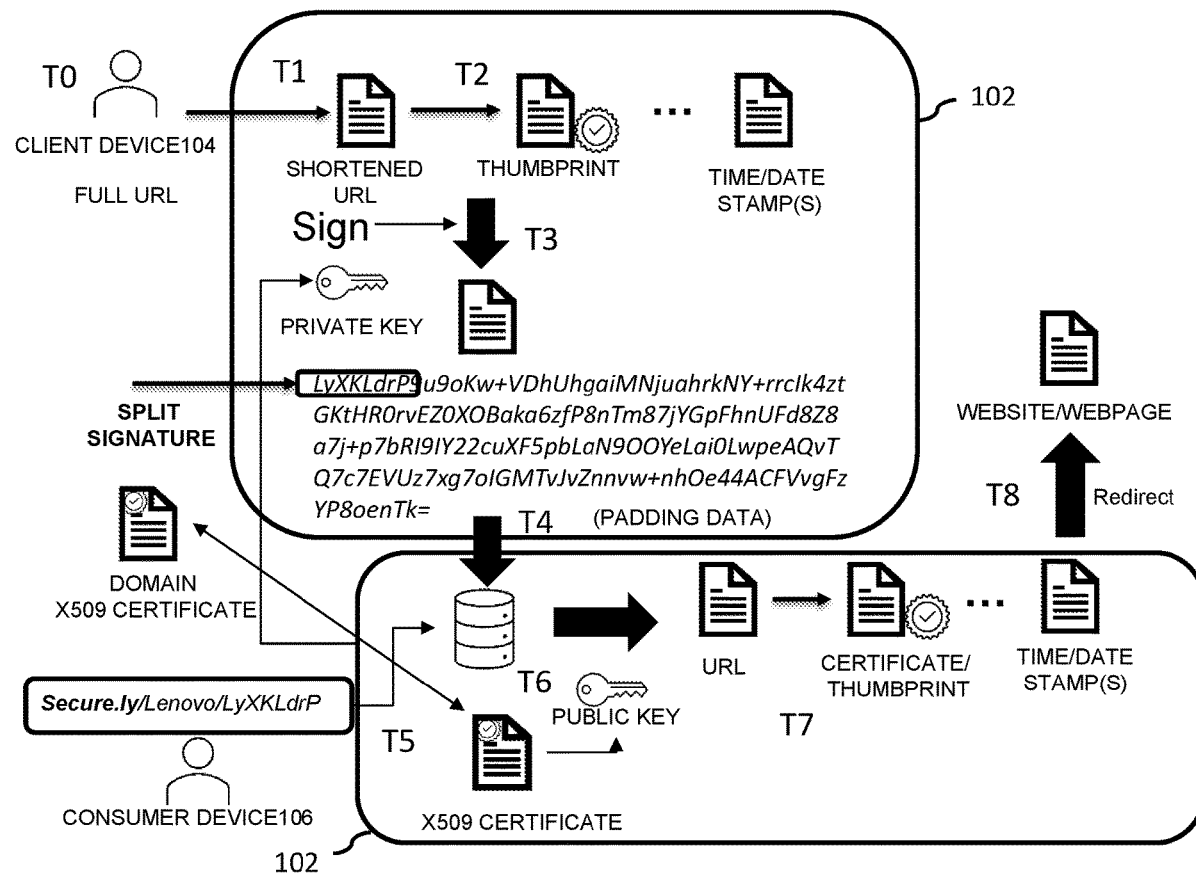 T0
T1
T2
102
CLIENT DEVICE104
FULL URL
SHORTENED
URL
THUMBPRINT
...
TIME/DATE
STAMP(S)
Sign
T3
PRIVATE KEY
SPLIT
SIGNATURE
LyXKLdrP9u9oKw+VDhUhgaiMNjuahrkNY+rrcIk4zt
GKtHR0rvEZ0XOBaka6zfP8nTm87jYGpFhnUFd8Z8
a7j+p7bRI9IY22cuXF5pbLaN9OOYeLai0LwpeAQvT
Q7c7EVUz7xg7oIGMTvJvZnnvw+nhOe44ACFVvgFz
YP8oenTk=
(PADDING DATA)
WEBSITE/WEBPAGE
T8
Redirect
T4
DOMAIN
X509 CERTIFICATE
URL
CERTIFICATE/
THUMBPRINT
...
TIME/DATE
STAMP(S)
T6
PUBLIC KEY
T7
Secure.ly/Lenovo/LyXKLdrP
T5
CONSUMER DEVICE106
X509 CERTIFICATE
102